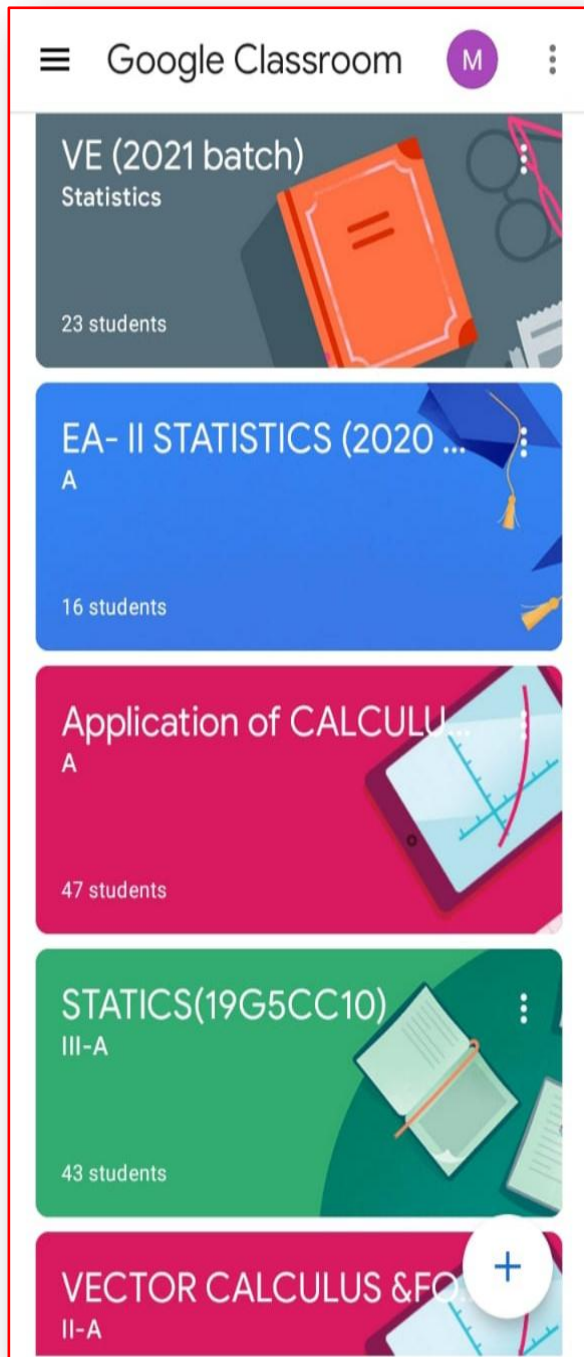 Google Classroom
M
VE (2021 batch)
Statistics
23 students
EA- II STATISTICS (2020 ...
A
16 students
Application of CALCULU...
A
47 students
STATICS(19G5CC10)
III-A
43 students
VECTOR CALCULUS &FO...
II-A